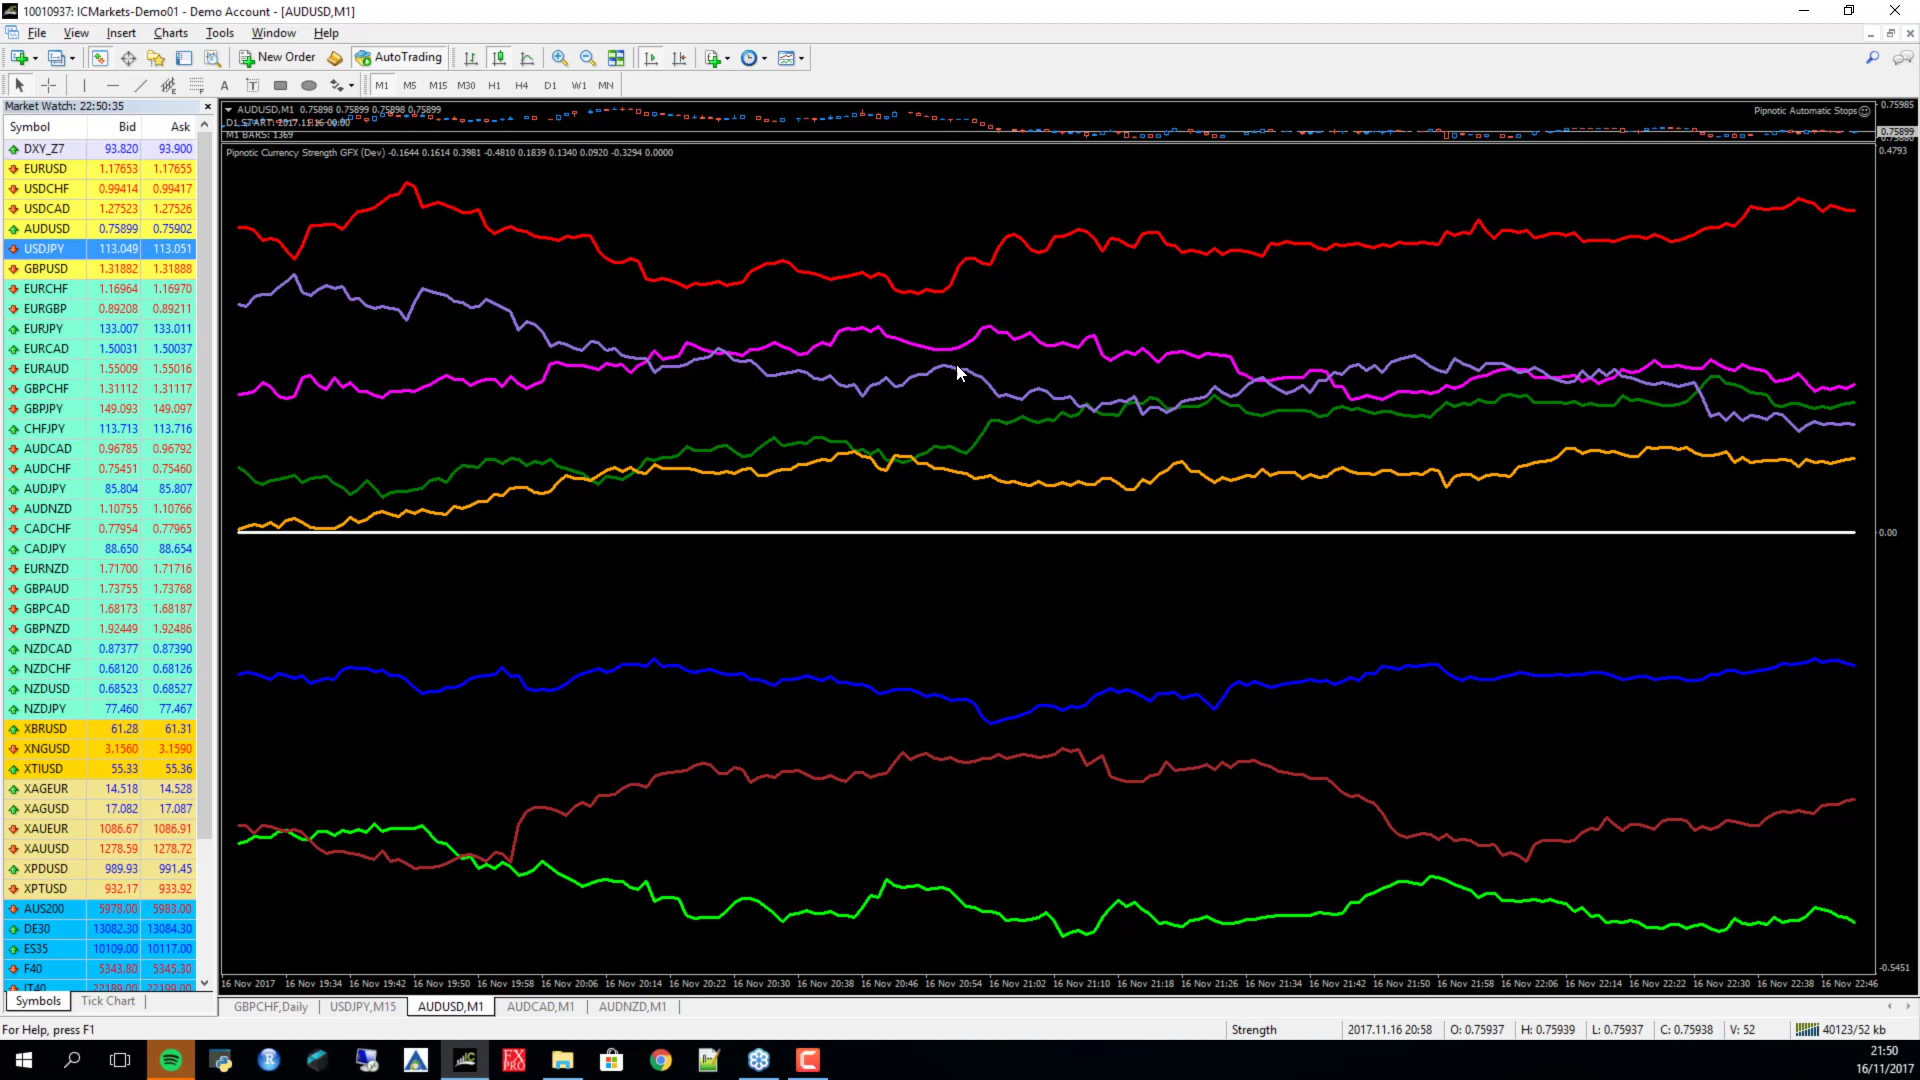 10010937: ICMarkets-Demo01 - Demo Account - [AUDUSD,M1]
File View Insert Charts Tools Window Help
New Order AutoTrading
A T M1 M5 M15 M30 H1 H4 D1 W1 MN
Market Watch: 22:50:35
Symbol Bid Ask
DXY_Z7 93.820 93.900
EURUSD 1.17653 1.17655
USDCHF 0.99414 0.99417
USDCAD 1.27523 1.27526
AUDUSD 0.75899 0.75902
USDJPY 113.049 113.051
GBPUSD 1.31882 1.31888
EURCHF 1.16964 1.16970
EURGBP 0.89208 0.89211
EURJPY 133.007 133.011
EURCAD 1.50031 1.50037
EURAUD 1.55009 1.55016
GBPCHF 1.31112 1.31117
GBPJPY 149.093 149.097
CHFJPY 113.713 113.716
AUDCAD 0.96785 0.96792
AUDCHF 0.75451 0.75460
AUDJPY 85.804 85.807
AUDNZD 1.10755 1.10766
CADCHF 0.77954 0.77965
CADJPY 88.650 88.654
EURNZD 1.71700 1.71716
GBPAUD 1.73755 1.73768
GBPCAD 1.68173 1.68187
GBPNZD 1.92449 1.92486
NZDCAD 0.87377 0.87390
NZDCHF 0.68120 0.68126
NZDUSD 0.68523 0.68527
NZDJPY 77.460 77.467
XBRUSD 61.28 61.31
XNGUSD 3.1560 3.1590
XTIUSD 55.33 55.36
XAGEUR 14.518 14.528
XAGUSD 17.082 17.087
XAUEUR 1086.67 1086.91
XAUUSD 1278.59 1278.72
XPDUSD 989.93 991.45
XPTUSD 932.17 933.92
AUS200 5978.00 5983.00
DE30 13082.30 13084.30
ES35 10109.00 10117.00
F40 5343.80 5345.30
IT40 22189.00 22199.00
Symbols Tick Chart
AUDUSD,M1 0.75898 0.75899 0.75898 0.75899
D1 START: 2017.11.16 00:00
M1 BARS: 1369
Pipnotic Automatic Stops
0.75985
0.75899
Pipnotic Currency Strength GFX (Dev) -0.1644 0.1614 0.3981 -0.4810 0.1839 0.1340 0.0920 -0.3294 0.0000
0.4793
0.00
-0.5451
16 Nov 2017 16 Nov 19:34 16 Nov 19:42 16 Nov 19:50 16 Nov 19:58 16 Nov 20:06 16 Nov 20:14 16 Nov 20:22 16 Nov 20:30 16 Nov 20:38 16 Nov 20:46 16 Nov 20:54 16 Nov 21:02 16 Nov 21:10 16 Nov 21:18 16 Nov 21:26 16 Nov 21:34 16 Nov 21:42 16 Nov 21:50 16 Nov 21:58 16 Nov 22:06 16 Nov 22:14 16 Nov 22:22 16 Nov 22:30 16 Nov 22:38 16 Nov 22:46
GBPCHF,Daily USDJPY,M15 AUDUSD,M1 AUDCAD,M1 AUDNZD,M1
For Help, press F1 Strength 2017.11.16 20:58 O: 0.75937 H: 0.75939 L: 0.75937 C: 0.75938 V: 52 40123/52 kb
FX PRO
21:50
16/11/2017